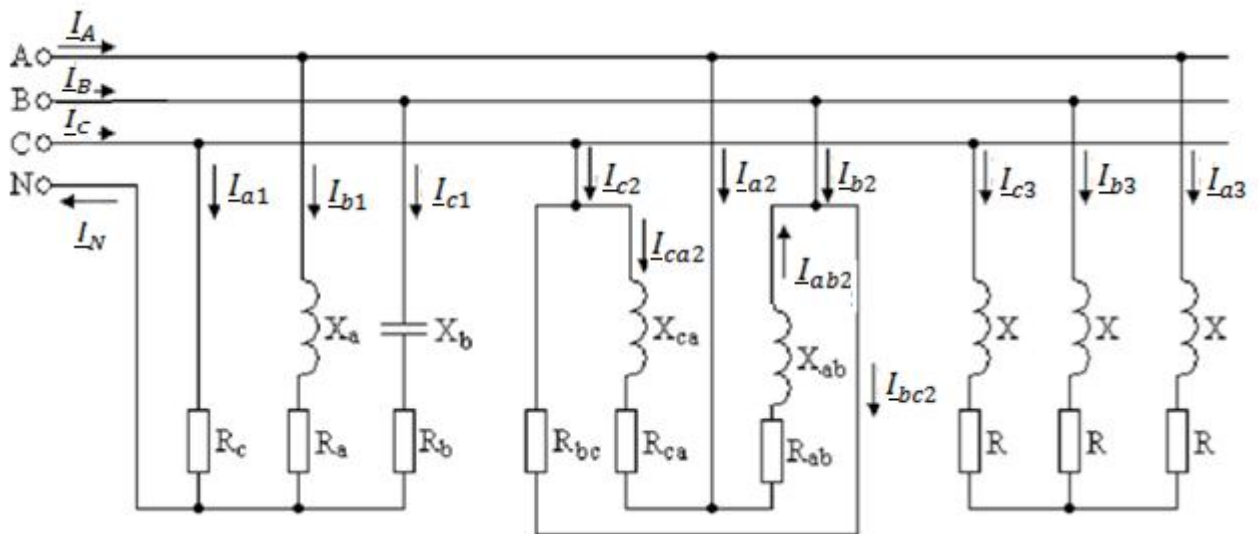 I_A
A
I_B
B
I_C
C
N
I_N
I_a1 I_b1 I_c1 I_c2 I_a2 I_b2 I_c3 I_b3 I_a3
I_ca2 I_ab2
X_a X_b X_ca X_ab X X X
I_bc2
R_c R_a R_b R_bc R_ca R_ab R R R